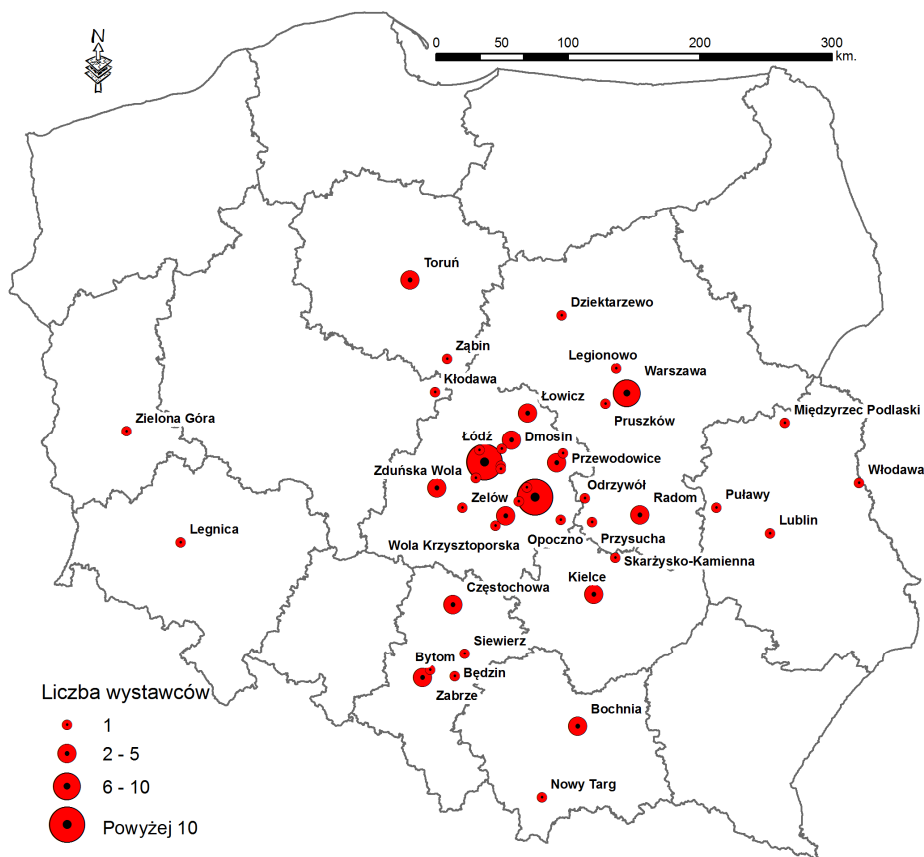 N
0 50 100 200 300
km.
Toruń
Dziektarzewo
Ząbin
Legionowo
Warszawa
Kłodawa
Łowicz
Pruszków
Międzyrzec Podlaski
Zielona Góra
Łódź
Dmosin
Przewodowice
Zduńska Wola
Włodawa
Odrzywół
Zelów
Radom
Puławy
Legnica
Lublin
Wola Krzysztoporska
Opoczno
Przysucha
Skarżysko-Kamienna
Kielce
Częstochowa
Siewierz
Bytom
Będzin
Zabrze
Bochnia
Nowy Targ
Liczba wystawców
1
2 - 5
6 - 10
Powyżej 10